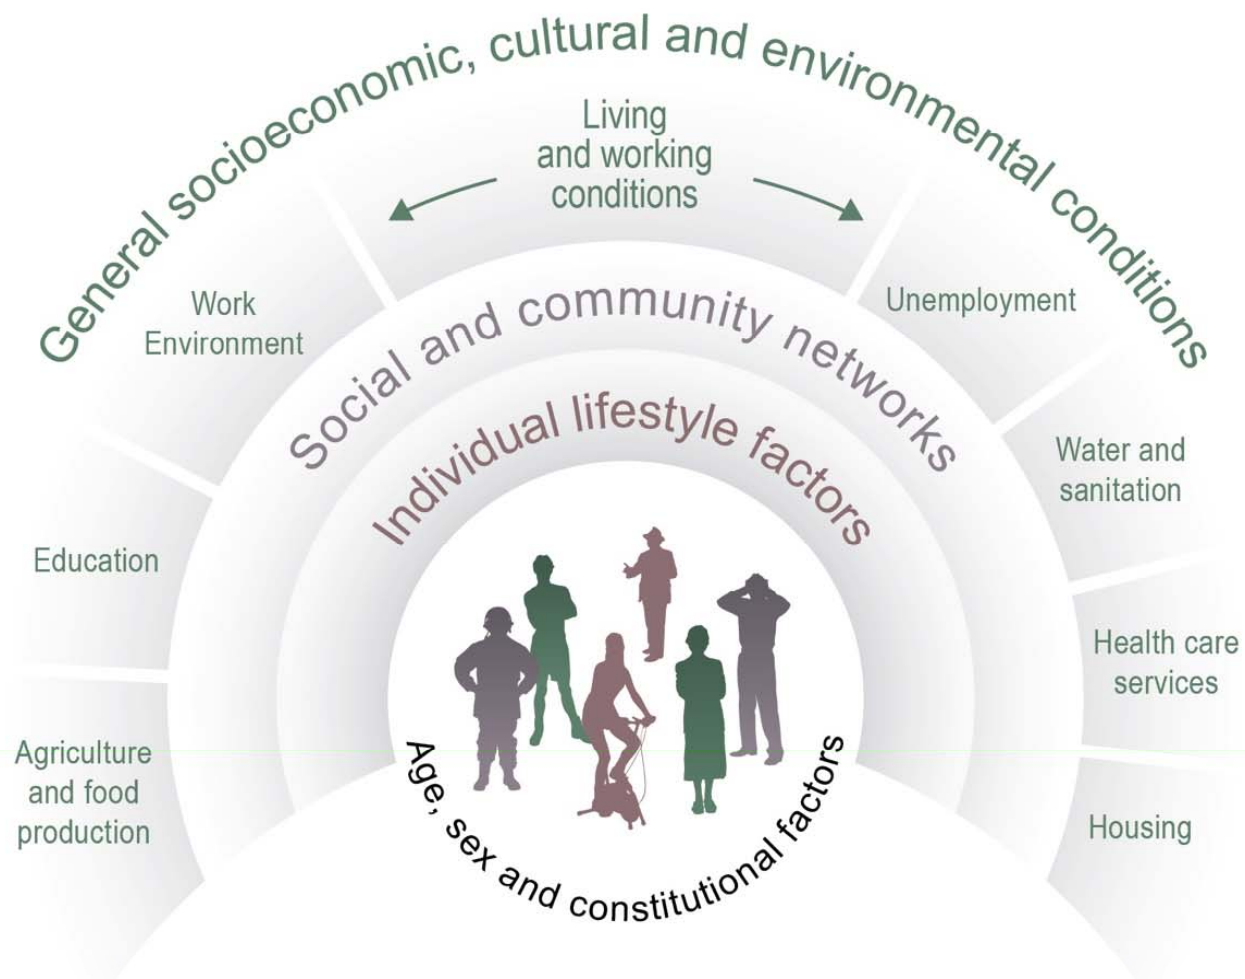 General socioeconomic, cultural and environmental conditions
Living
and working
conditions
Work
Environment
Unemployment
Social and community networks
Individual lifestyle factors
Education
Water and
sanitation
Agriculture
and food
production
Health care
services
Housing
Age, sex and constitutional factors